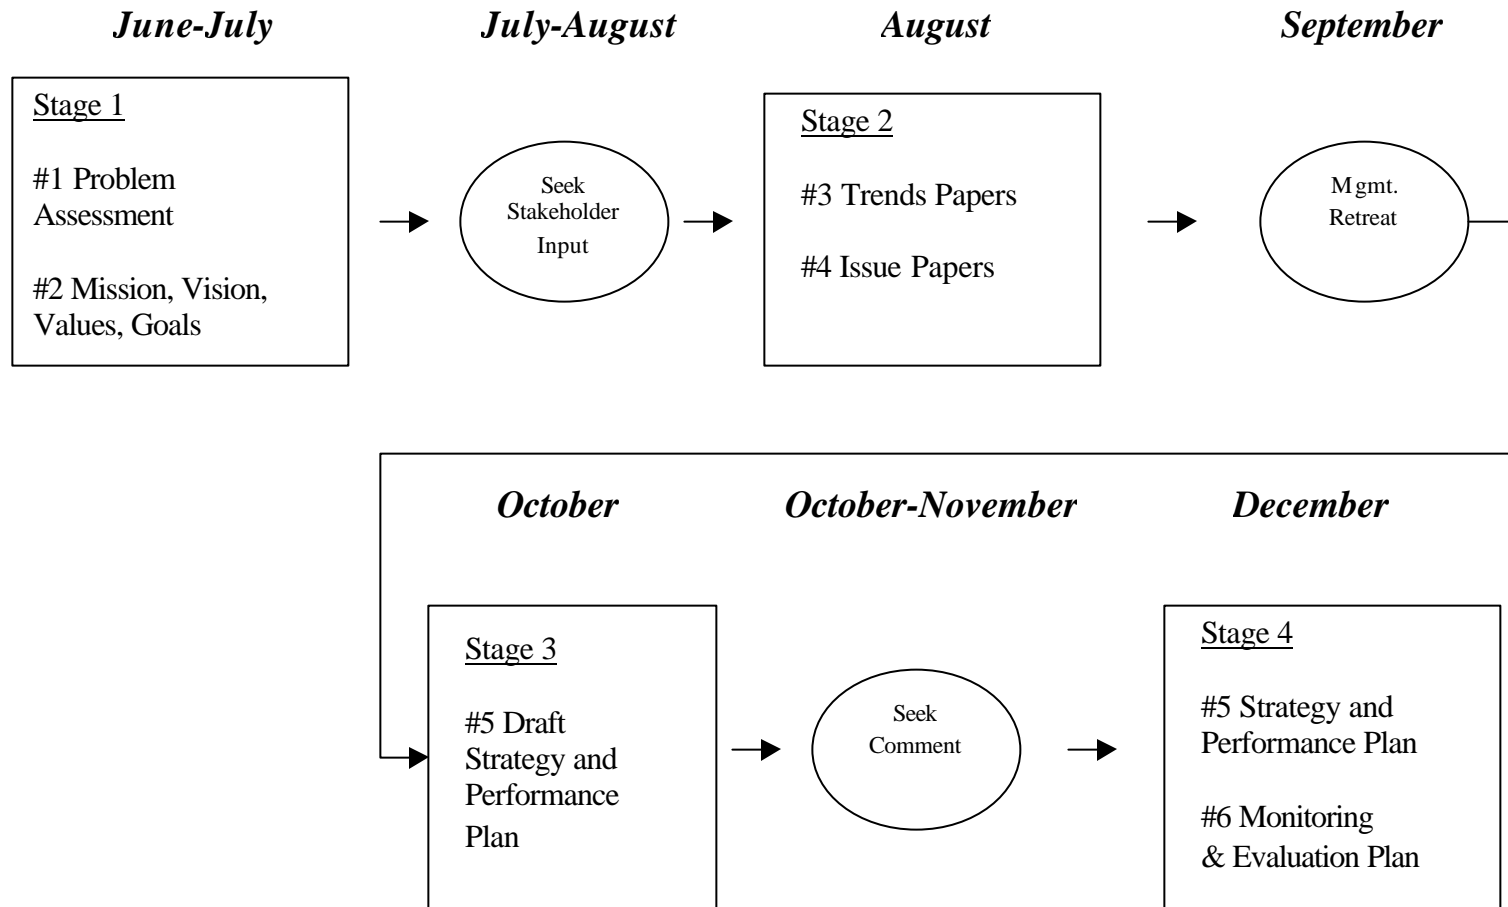 June-July
July-August
August
September
Stage 1
#1 Problem
Assessment
#2 Mission, Vision,
Values, Goals
Seek
Stakeholder
Input
Stage 2
#3 Trends Papers
#4 Issue Papers
Mgmt.
Retreat
October
October-November
December
Stage 3
#5 Draft
Strategy and
Performance
Plan
Seek
Comment
Stage 4
#5 Strategy and
Performance Plan
#6 Monitoring
& Evaluation Plan